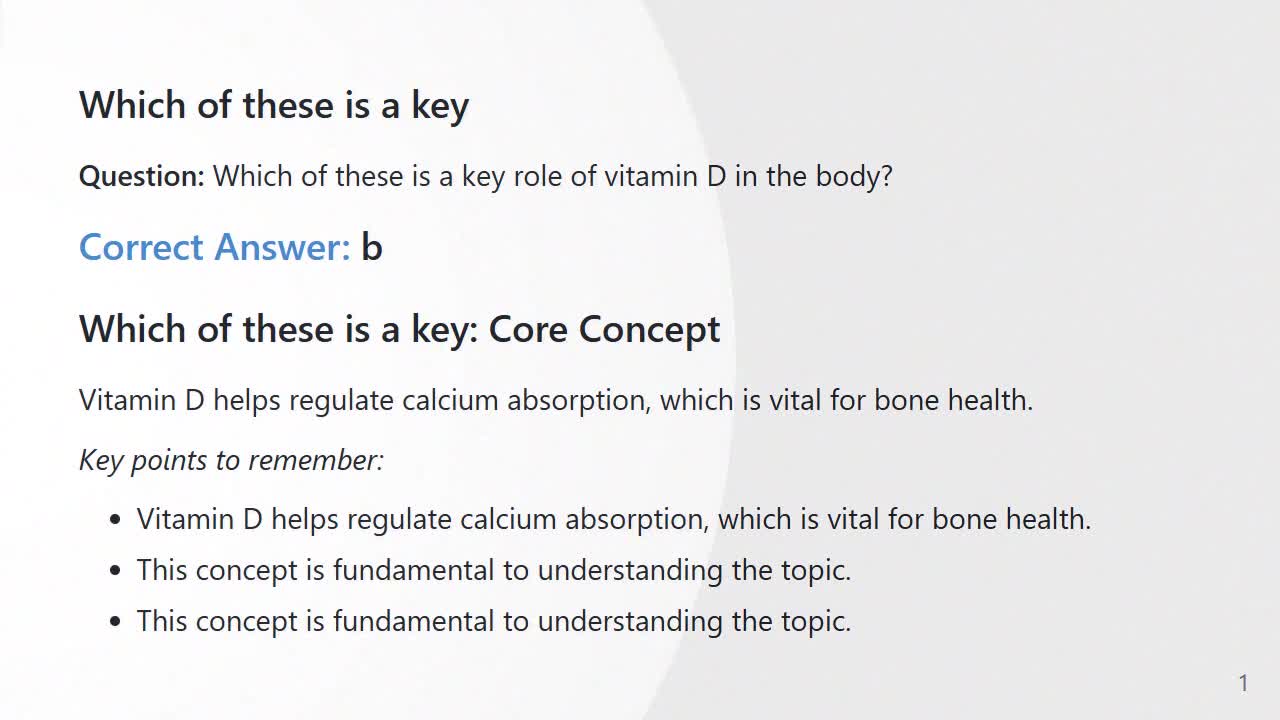 Which of these is a key
Question: Which of these is a key role of vitamin D in the body?
Correct Answer: b
Which of these is a key: Core Concept
Vitamin D helps regulate calcium absorption, which is vital for bone health.
Key points to remember:
• Vitamin D helps regulate calcium absorption, which is vital for bone health.
• This concept is fundamental to understanding the topic.
• This concept is fundamental to understanding the topic.
1